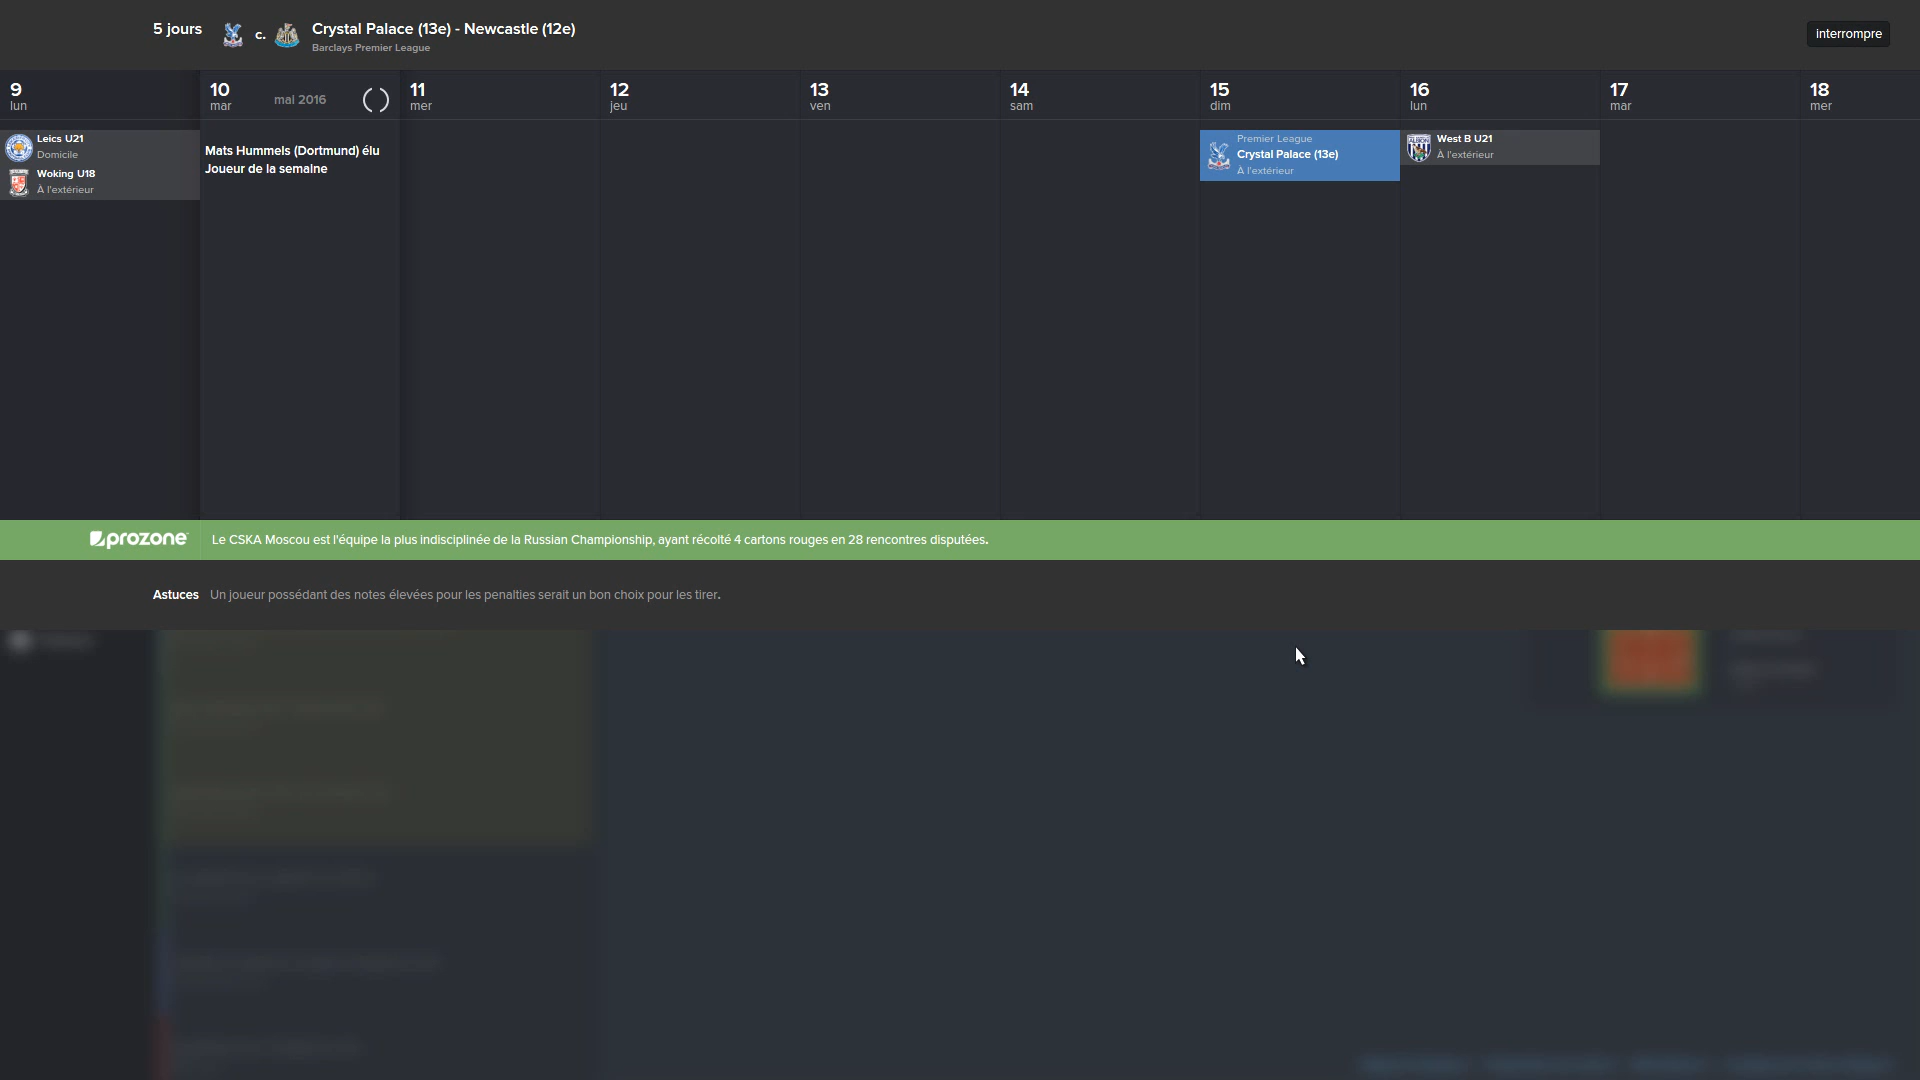 5 jours
c.
Crystal Palace (13e) - Newcastle (12e)
Barclays Premier League
interrompre
9
lun
10
mar
mai 2016
11
mer
12
jeu
13
ven
14
sam
15
dim
16
lun
17
mar
18
mer
Leics U21
Domicile
Woking U18
À l'extérieur
Mats Hummels (Dortmund) élu
Joueur de la semaine
Premier League
Crystal Palace (13e)
À l'extérieur
West B U21
À l'extérieur
prozone
Le CSKA Moscou est l'équipe la plus indisciplinée de la Russian Championship, ayant récolté 4 cartons rouges en 28 rencontres disputées.
Astuces
Un joueur possédant des notes élevées pour les penalties serait un bon choix pour les tirer.